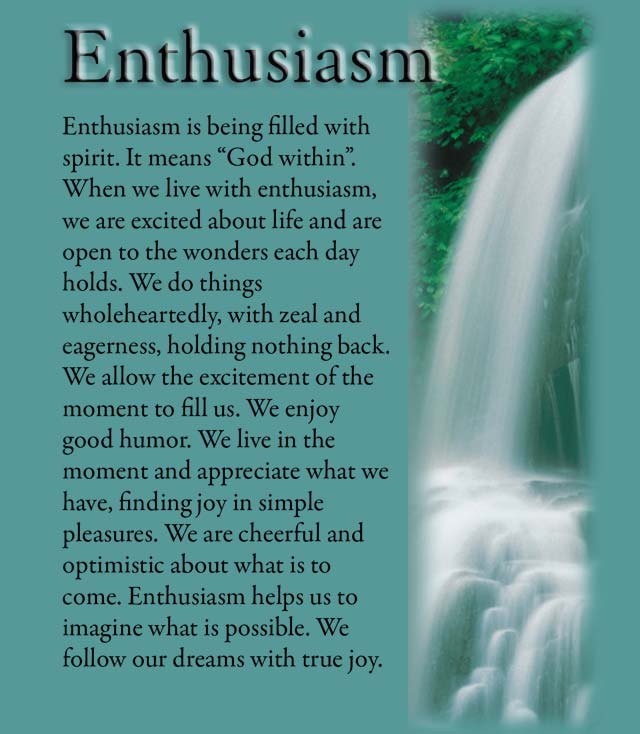 Enthusiasm
Enthusiasm is being filled with
spirit. It means “God within”.
When we live with enthusiasm,
we are excited about life and are
open to the wonders each day
holds. We do things
wholeheartedly, with zeal and
eagerness, holding nothing back.
We allow the excitement of the
moment to fill us. We enjoy
good humor. We live in the
moment and appreciate what we
have, finding joy in simple
pleasures. We are cheerful and
optimistic about what is to
come. Enthusiasm helps us to
imagine what is possible. We
follow our dreams with true joy.